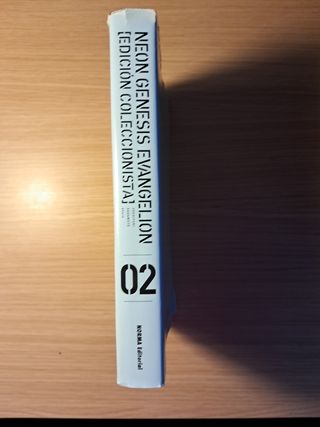 NEON GENESIS EVANGELION
[EDICIÓN COLECCIONISTA]
02
NORMA Editorial